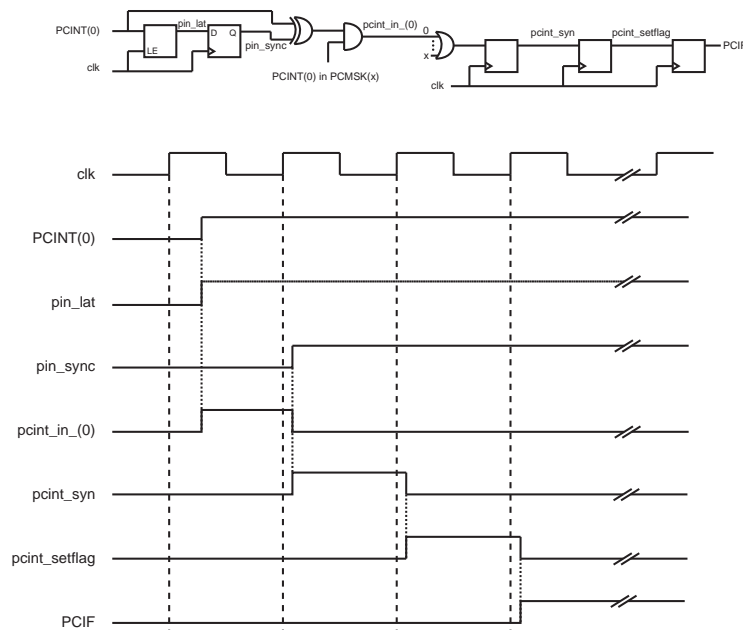 PCINT(0)
pin_lat
D Q
LE
clk
pin_sync
PCINT(0) in PCMSK(x)
pcint_in_(0)
0
x
clk
pcint_syn
pcint_setflag
PCIF
clk
PCINT(0)
pin_lat
pin_sync
pcint_in_(0)
pcint_syn
pcint_setflag
PCIF